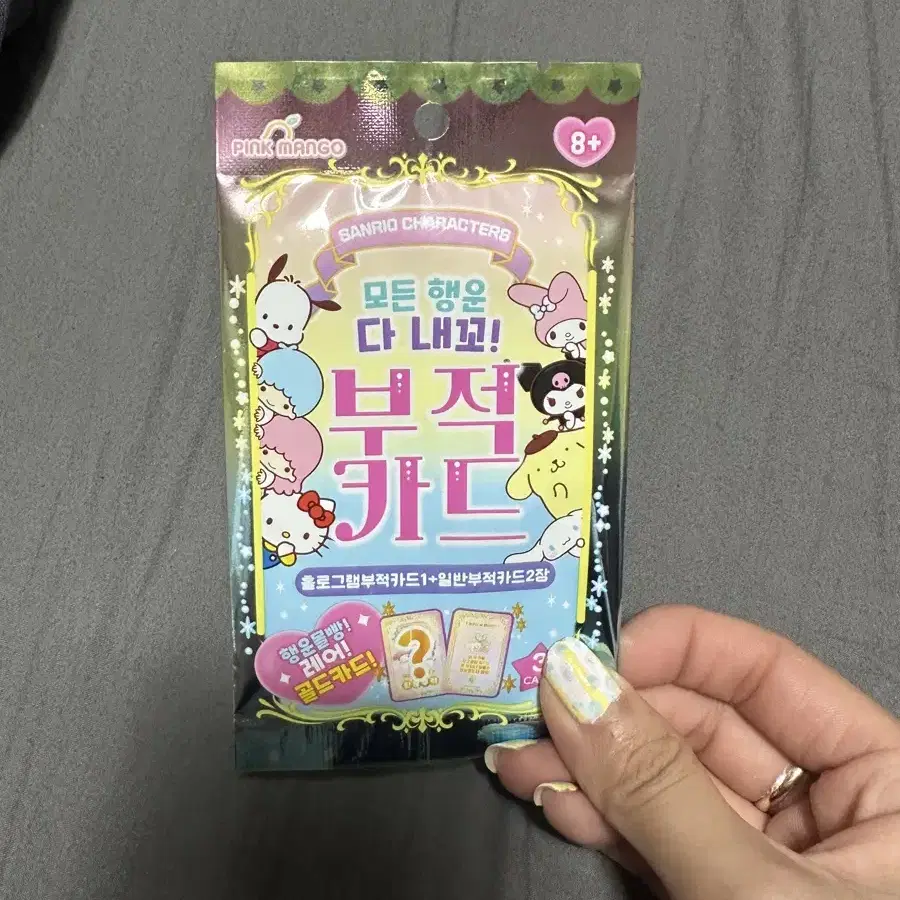 PINK MANGO
8+
SANRIO CHARACTERS
모든 행운
다 내꼬!
부적
카드
홀로그램부적카드1+일반부적카드2장
행운몰빵!
레어!
골드카드!
?
3